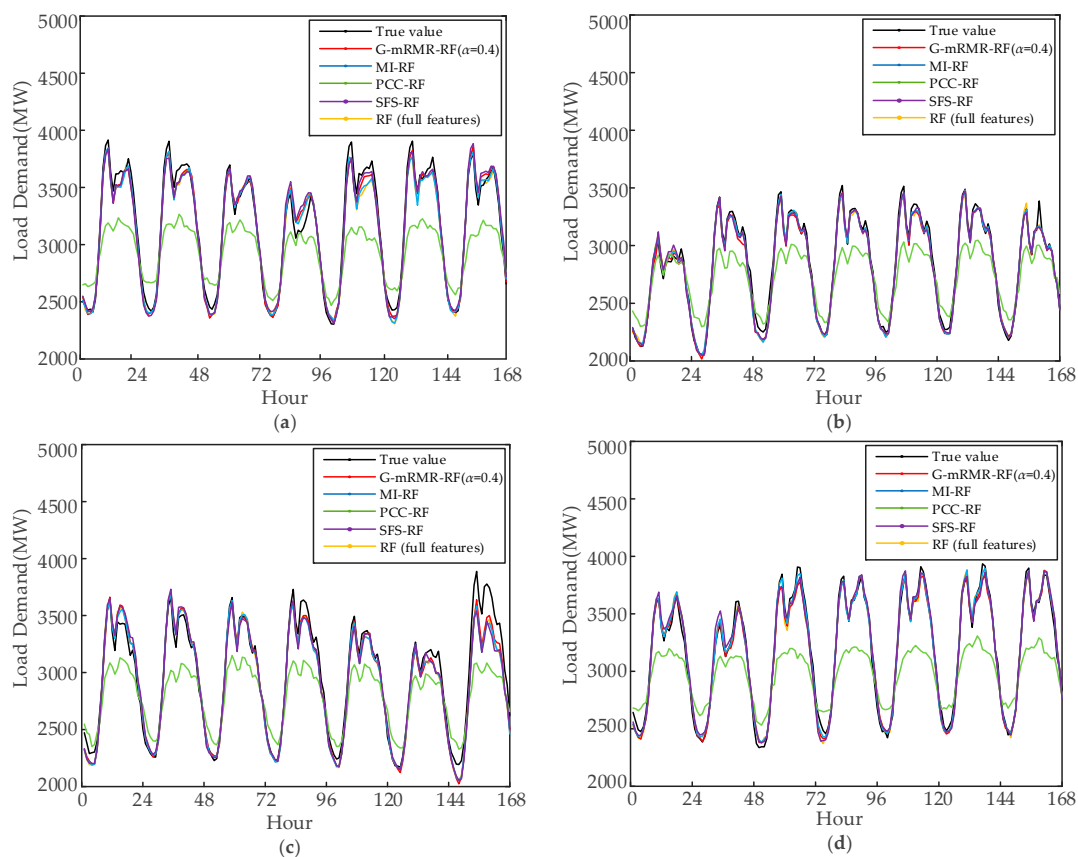 5000
4500
4000
3500
3000
2500
2000
Load Demand(MW)
True value
G-mRMR-RF(α=0.4)
MI-RF
PCC-RF
SFS-RF
RF (full features)
0 24 48 72 96 120 144 168
Hour
(a)
5000
4500
4000
3500
3000
2500
2000
Load Demand(MW)
True value
G-mRMR-RF(α=0.4)
MI-RF
PCC-RF
SFS-RF
RF (full features)
0 24 48 72 96 120 144 168
Hour
(b)
5000
4500
4000
3500
3000
2500
2000
Load Demand(MW)
True value
G-mRMR-RF(α=0.4)
MI-RF
PCC-RF
SFS-RF
RF (full features)
0 24 48 72 96 120 144 168
Hour
(c)
5000
4500
4000
3500
3000
2500
2000
Load Demand(MW)
True value
G-mRMR-RF(α=0.4)
MI-RF
PCC-RF
SFS-RF
RF (full features)
0 24 48 72 96 120 144 168
Hour
(d)